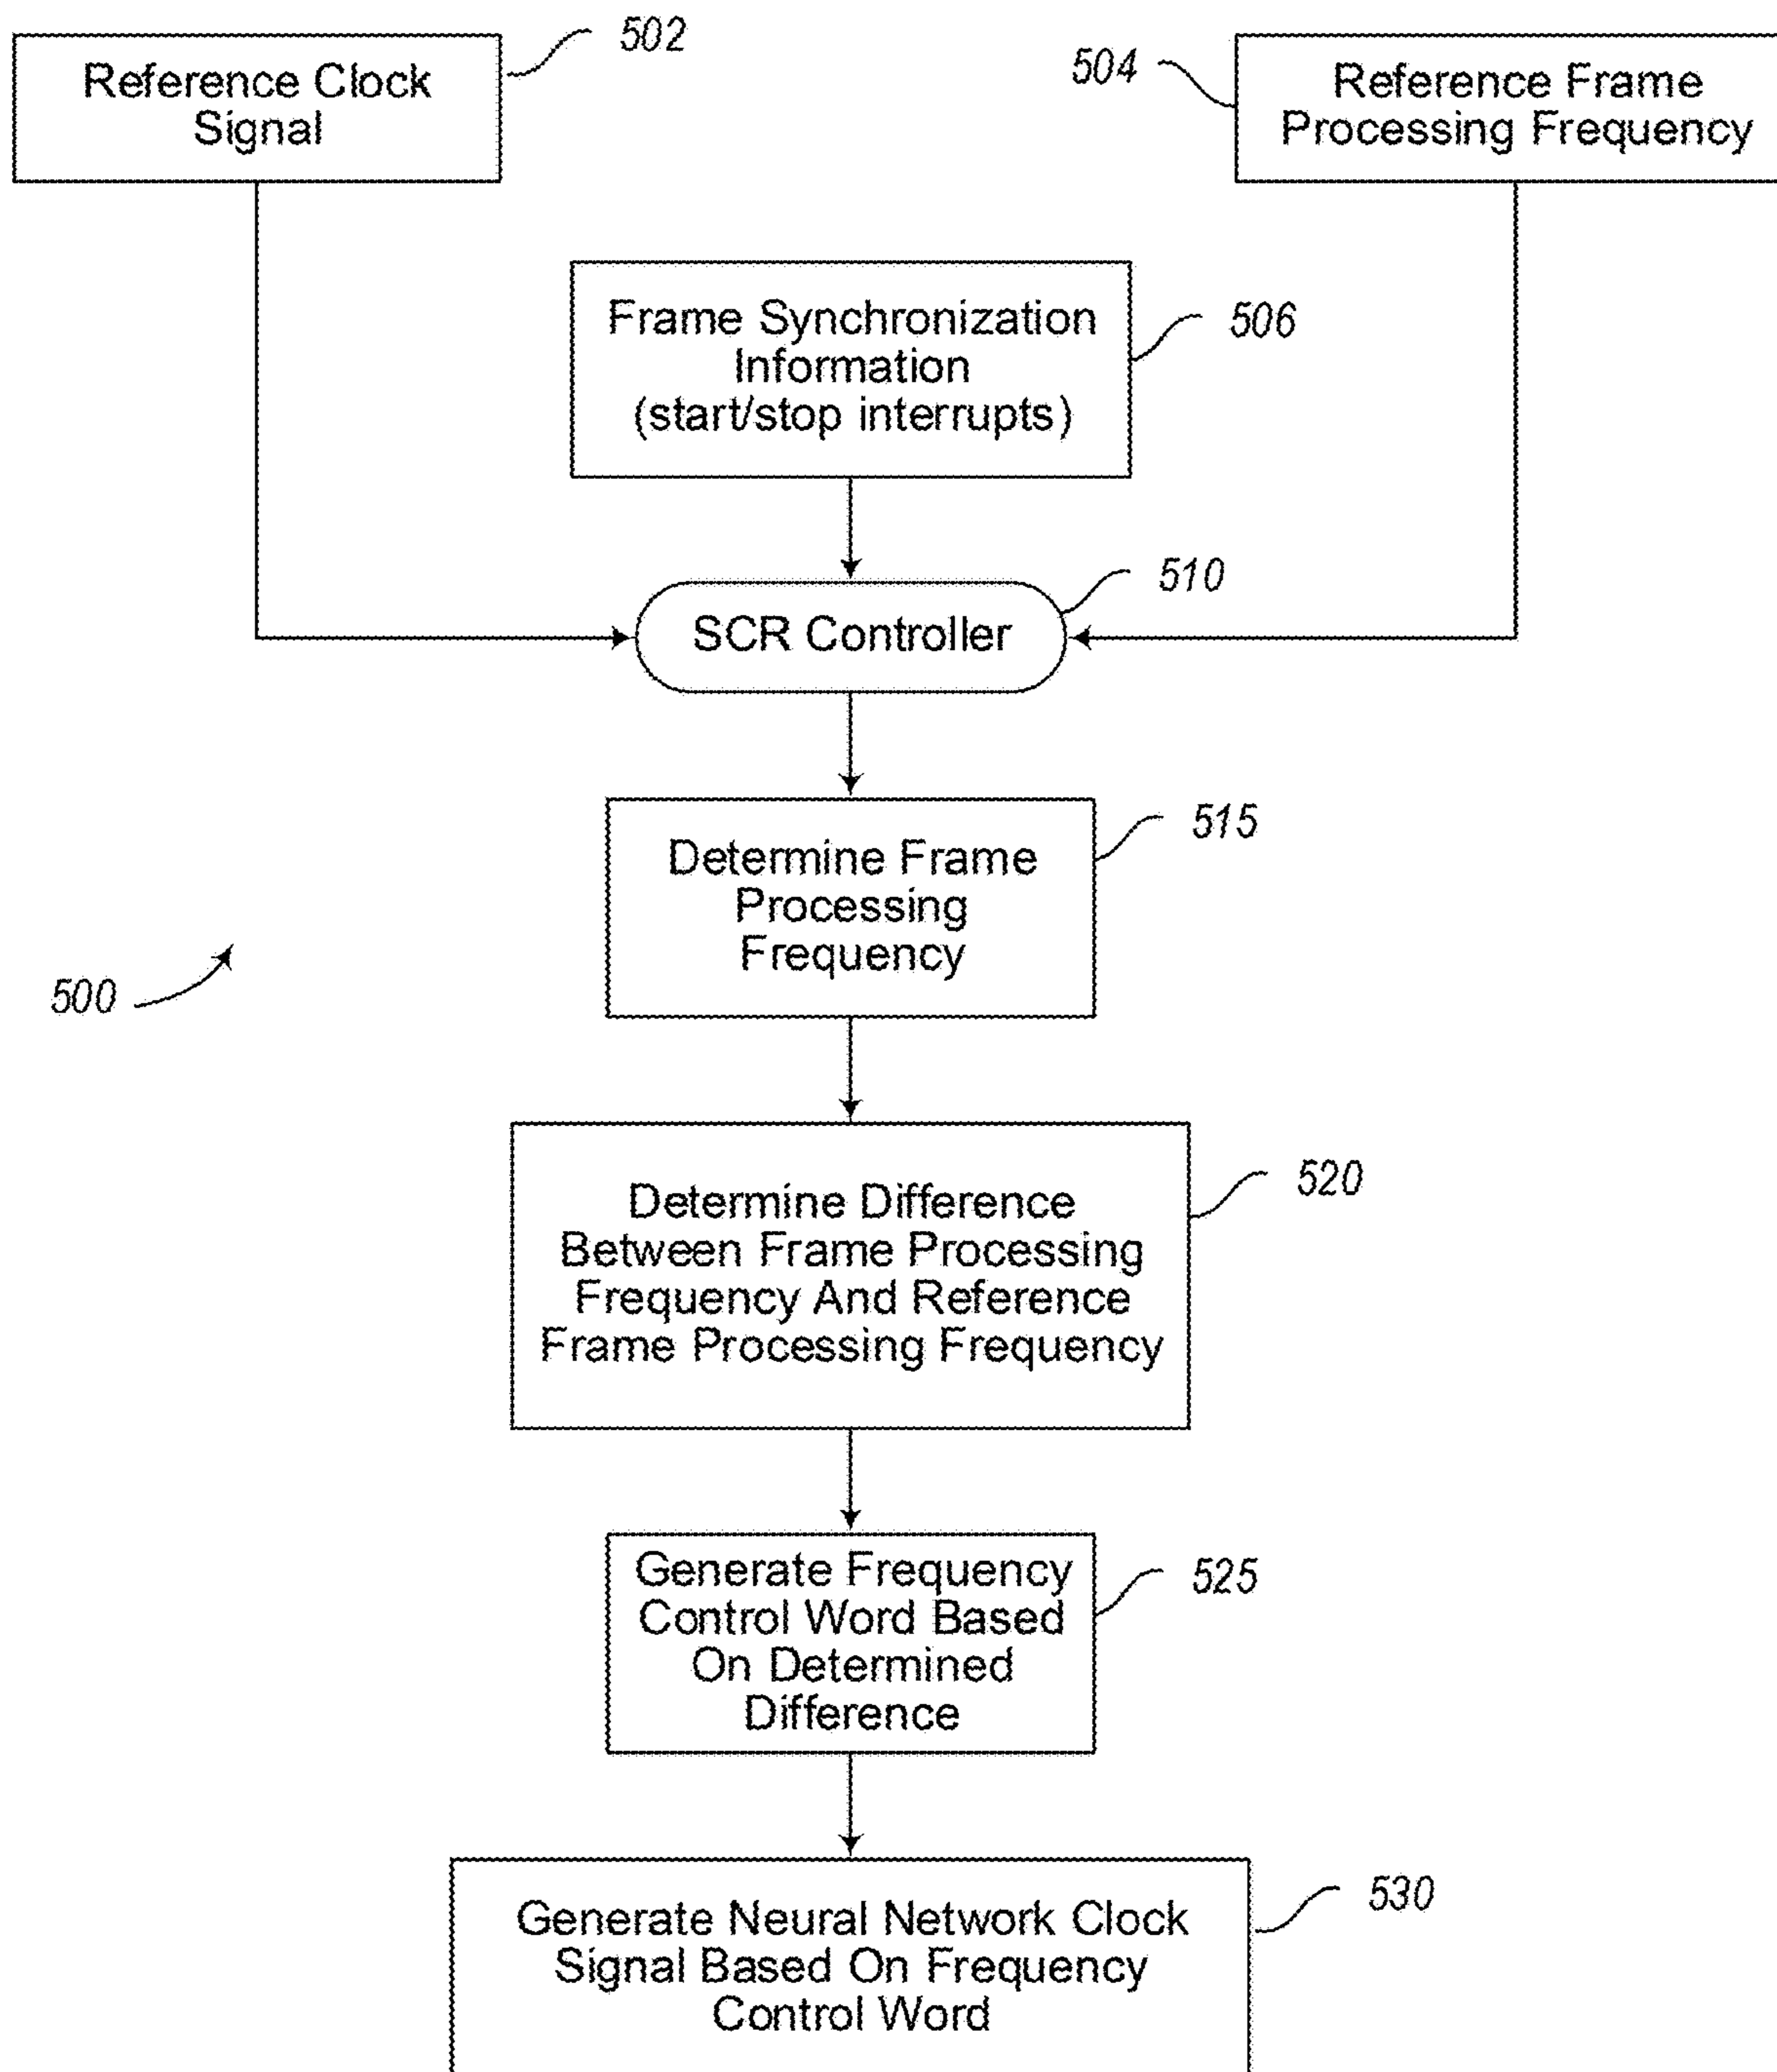 502
Reference Clock
Signal
504
Reference Frame
Processing Frequency
Frame Synchronization
Information
(start/stop interrupts)
506
510
SCR Controller
515
Determine Frame
Processing
Frequency
500
520
Determine Difference
Between Frame Processing
Frequency And Reference
Frame Processing Frequency
Generate Frequency
Control Word Based
On Determined
Difference
525
530
Generate Neural Network Clock
Signal Based On Frequency
Control Word